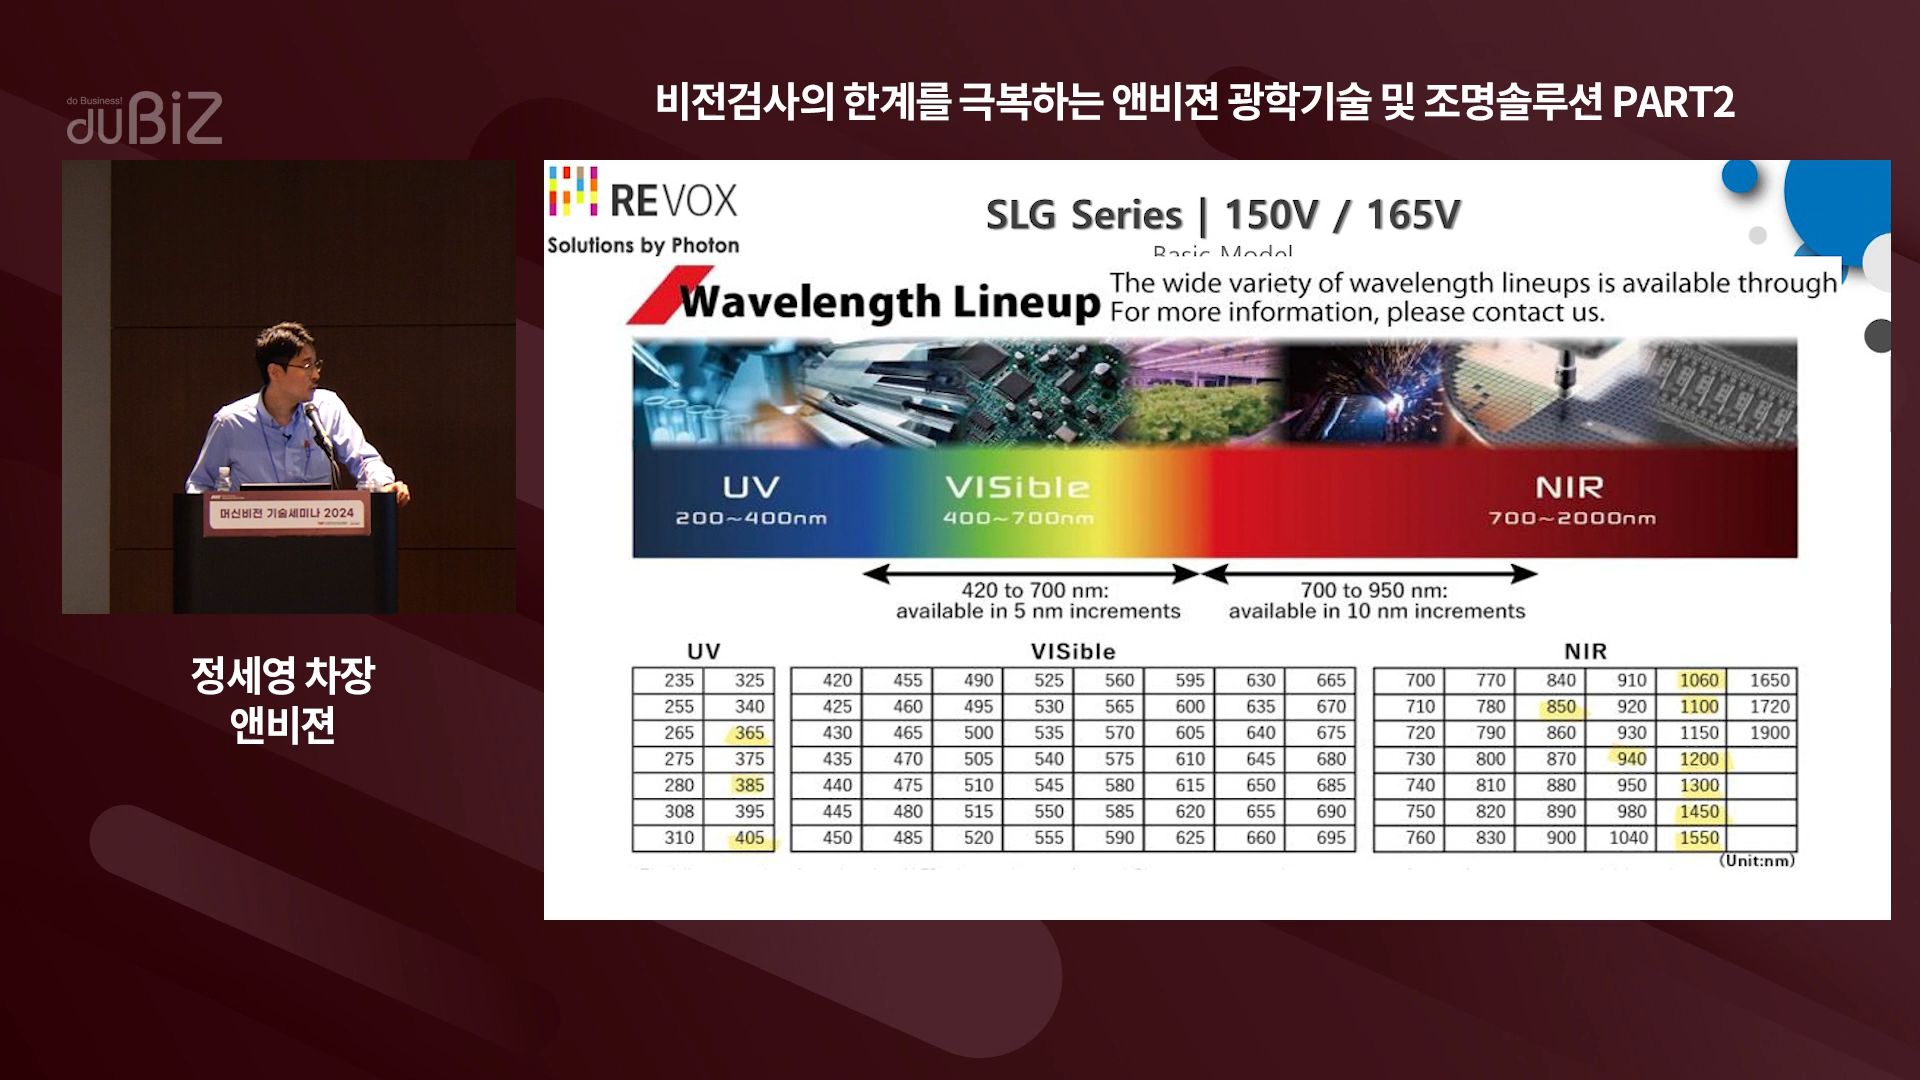 비전검사의 한계를 극복하는 앤비젼 광학기술 및 조명솔루션 PART2
do Business!
duBiZ
머신비전 기술세미나 2024
정세영 차장
앤비젼
REVOX
Solutions by Photon
SLG Series | 150V / 165V
Basic Model
Wavelength Lineup
The wide variety of wavelength lineups is available through
For more information, please contact us.
UV
200~400nm
VISible
400~700nm
NIR
700~2000nm
420 to 700 nm:
available in 5 nm increments
700 to 950 nm:
available in 10 nm increments
UV
235 325
255 340
265 365
275 375
280 385
308 395
310 405
VISible
420 455 490 525 560 595 630 665
425 460 495 530 565 600 635 670
430 465 500 535 570 605 640 675
435 470 505 540 575 610 645 680
440 475 510 545 580 615 650 685
445 480 515 550 585 620 655 690
450 485 520 555 590 625 660 695
NIR
700 770 840 910 1060 1650
710 780 850 920 1100 1720
720 790 860 930 1150 1900
730 800 870 940 1200
740 810 880 950 1300
750 820 890 980 1450
760 830 900 1040 1550
(Unit:nm)